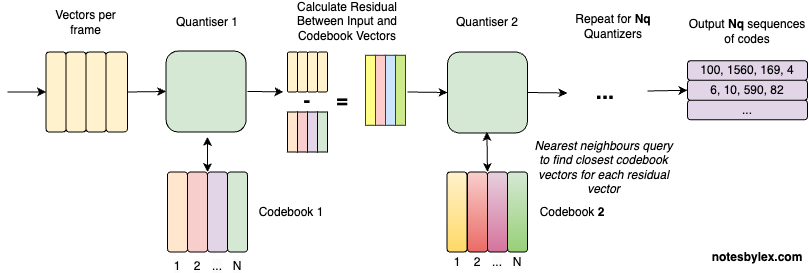 Vectors per
frame
Quantiser 1
Calculate Residual
Between Input and
Codebook Vectors
-
=
Quantiser 2
Repeat for Nq
Quantizers
...
Output Nq sequences
of codes
100, 1560, 169, 4
6, 10, 590, 82
...
Nearest neighbours query
to find closest codebook
vectors for each residual
vector
Codebook 1
1 2 ... N
Codebook 2
1 2 ... N
notesbylex.com